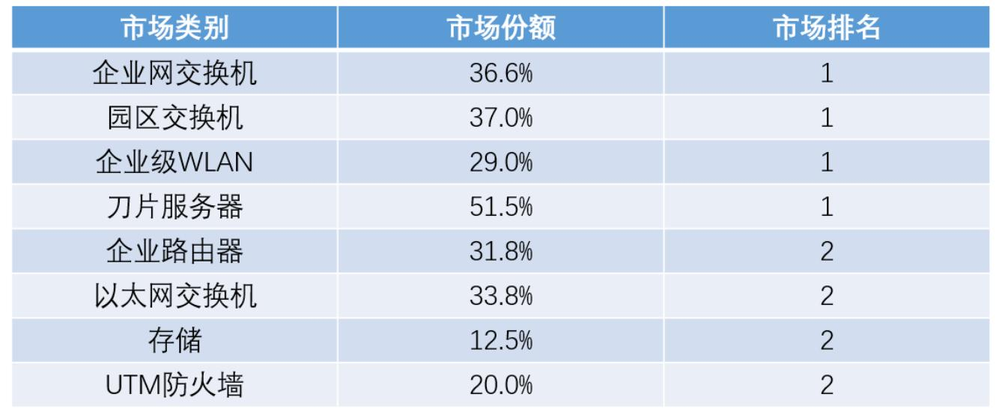 市场类别 市场份额 市场排名
企业网交换机 36.6% 1
园区交换机 37.0% 1
企业级WLAN 29.0% 1
刀片服务器 51.5% 1
企业路由器 31.8% 2
以太网交换机 33.8% 2
存储 12.5% 2
UTM防火墙 20.0% 2